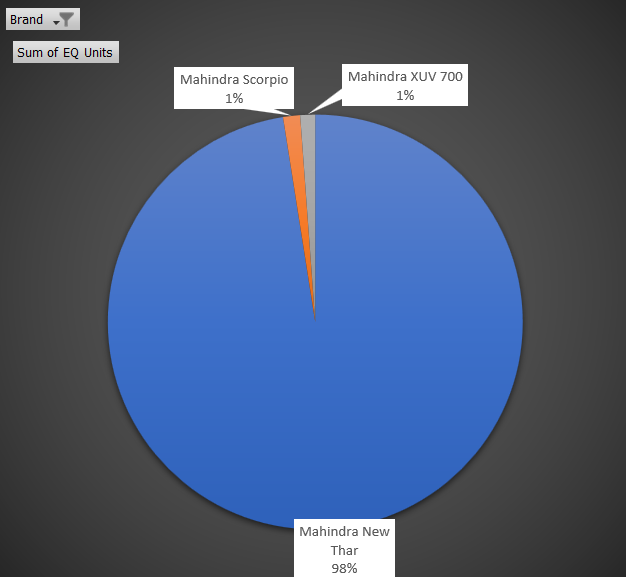 Brand
Sum of EQ Units
Mahindra Scorpio
1%
Mahindra XUV 700
1%
Mahindra New
Thar
98%